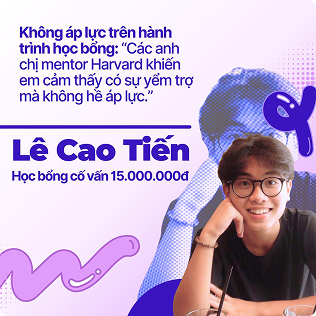 Không áp lực trên hành
trình học bổng: “Các anh
chị mentor Harvard khiến
em cảm thấy có sự yểm trợ
mà không hề áp lực.”
Lê Cao Tiến
Học bổng cố vấn 15.000.000đ